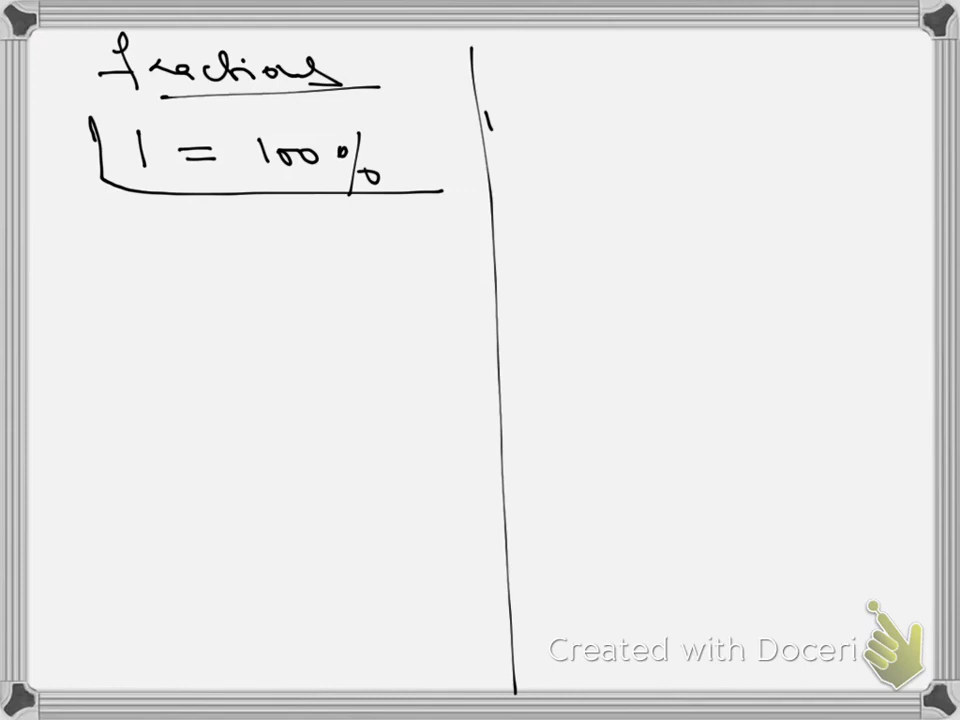 fractions
1 = 100%
Created with Doceri